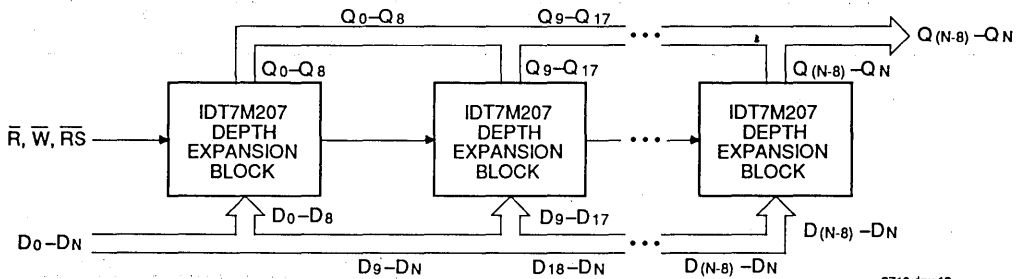 Q0–Q8 Q9–Q17 Q(N-8)–QN
Q0–Q8 Q9–Q17 Q(N-8)–QN
R̅, W̅, R̅S̅
IDT7M207
DEPTH
EXPANSION
BLOCK
IDT7M207
DEPTH
EXPANSION
BLOCK
IDT7M207
DEPTH
EXPANSION
BLOCK
D0–D8 D9–D17 D(N-8)–DN
D0–DN
D9–DN D18–DN D(N-8)–DN